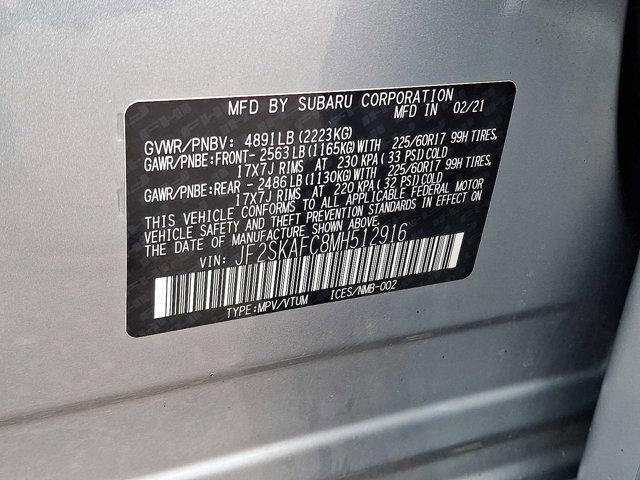 MFD BY SUBARU CORPORATION
MFD IN 02/21
GVWR/PNBV: 4891LB(2223KG)
GAWR/PNBE:FRONT- 2563LB(1165KG)WITH 225/60R17 99H TIRES,
17X7J RIMS AT 230 KPA(33 PSI)COLD
GAWR/PNBE:REAR - 2486LB(1130KG)WITH 225/60R17 99H TIRES,
17X7J RIMS AT 220 KPA(32 PSI)COLD
THIS VEHICLE CONFORMS TO ALL APPLICABLE FEDERAL MOTOR
VEHICLE SAFETY AND THEFT PREVENTION STANDARDS IN EFFECT ON
THE DATE OF MANUFACTURE SHOWN ABOVE.
VIN: JF2SKAFC8MH512916
TYPE:MPV/VTUM ICES/NMB-002